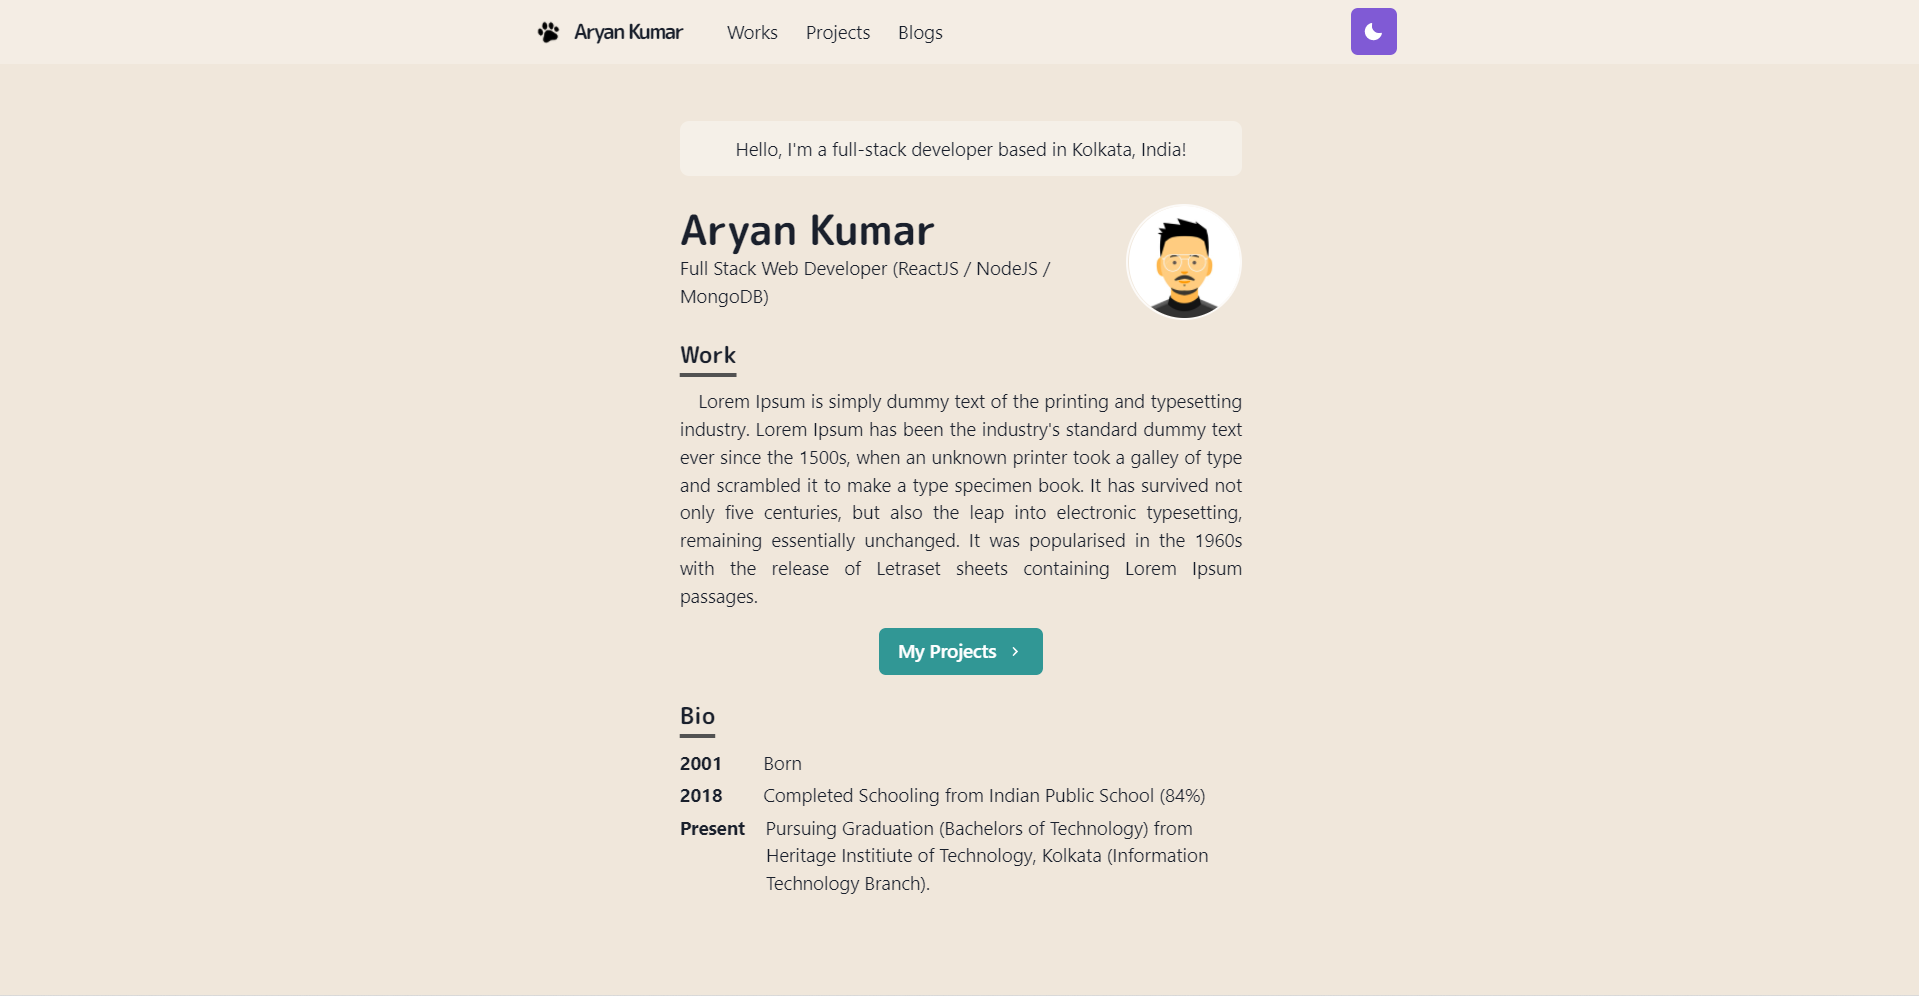 Aryan Kumar Works Projects Blogs
Hello, I'm a full-stack developer based in Kolkata, India!
Aryan Kumar
Full Stack Web Developer (ReactJS / NodeJS /
MongoDB)
Work
Lorem Ipsum is simply dummy text of the printing and typesetting
industry. Lorem Ipsum has been the industry's standard dummy text
ever since the 1500s, when an unknown printer took a galley of type
and scrambled it to make a type specimen book. It has survived not
only five centuries, but also the leap into electronic typesetting,
remaining essentially unchanged. It was popularised in the 1960s
with the release of Letraset sheets containing Lorem Ipsum
passages.
My Projects
Bio
2001 Born
2018 Completed Schooling from Indian Public School (84%)
Present Pursuing Graduation (Bachelors of Technology) from
Heritage Institiute of Technology, Kolkata (Information
Technology Branch).